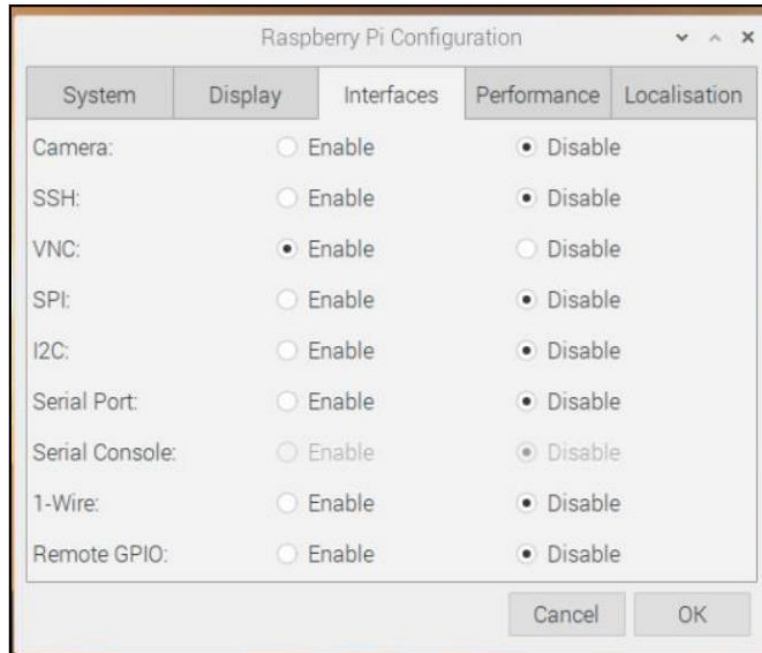 Raspberry Pi Configuration
System Display Interfaces Performance Localisation
Camera: Enable Disable
SSH: Enable Disable
VNC: Enable Disable
SPI: Enable Disable
I2C: Enable Disable
Serial Port: Enable Disable
Serial Console: Enable Disable
1-Wire: Enable Disable
Remote GPIO: Enable Disable
Cancel OK